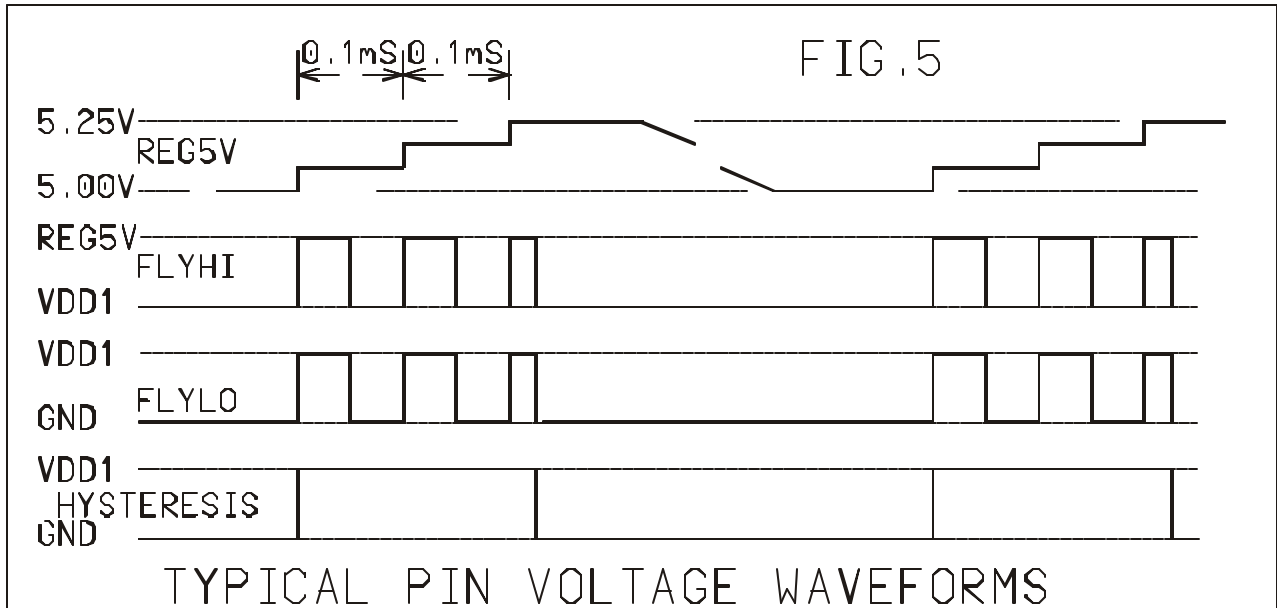 0.1mS 0.1mS
FIG.5
5.25V
REG5V
5.00V
REG5V
FLYHI
VDD1
VDD1
FLYLO
GND
VDD1
HYSTERESIS
GND
TYPICAL PIN VOLTAGE WAVEFORMS